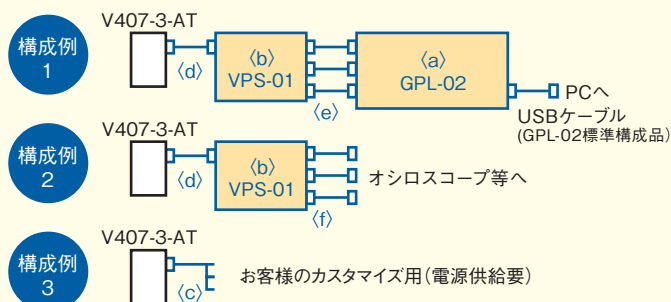 構成例
1
V407-3-AT
〈d〉
〈b〉
VPS-01
〈e〉
〈a〉
GPL-02
PCへ
USBケーブル
(GPL-02標準構成品)
構成例
2
V407-3-AT
〈d〉
〈b〉
VPS-01
〈f〉
オシロスコープ等へ
構成例
3
V407-3-AT
〈c〉
お客様のカスタマイズ用(電源供給要)